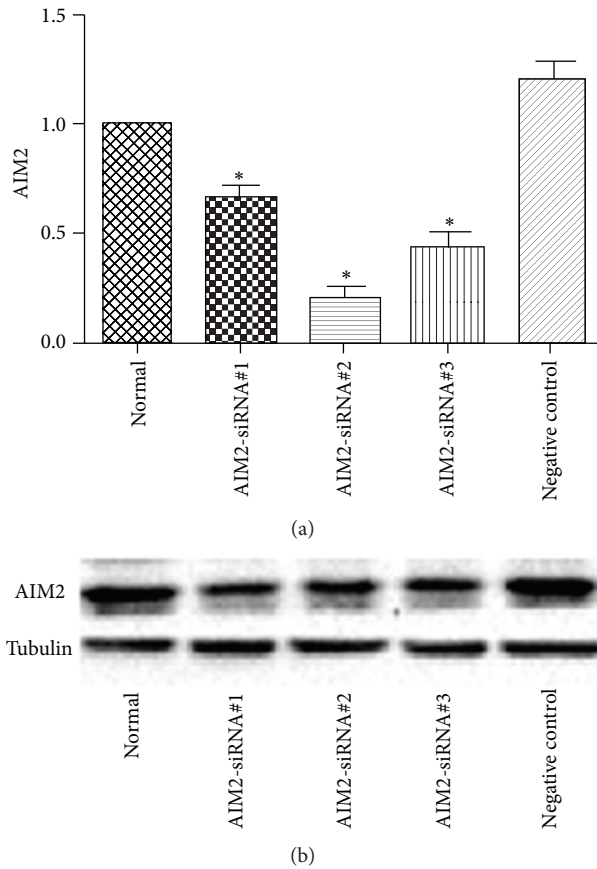 1.5
1.0
0.5
0.0
AIM2
*
*
*
Normal
AIM2-siRNA#1
AIM2-siRNA#2
AIM2-siRNA#3
Negative control
(a)
AIM2
Tubulin
Normal
AIM2-siRNA#1
AIM2-siRNA#2
AIM2-siRNA#3
Negative control
(b)